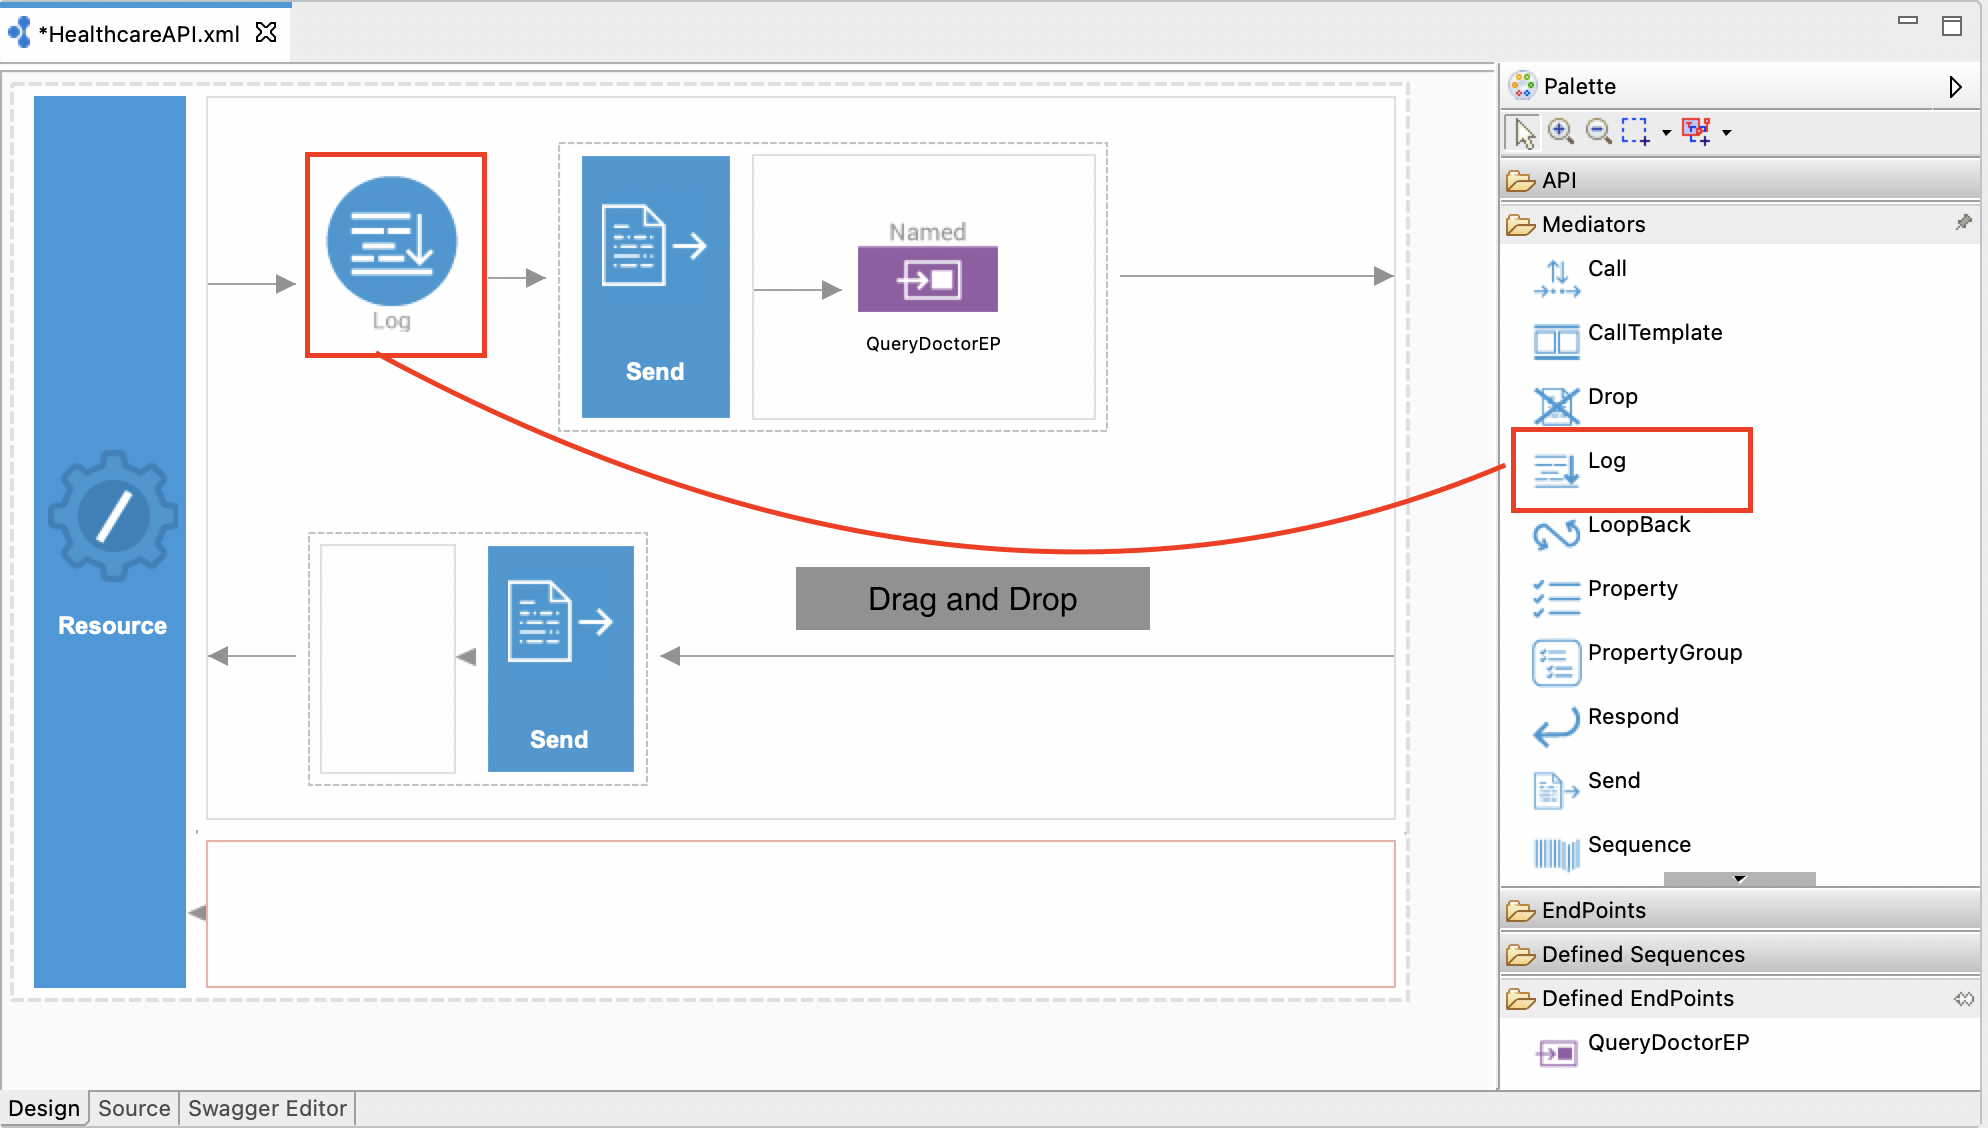 *HealthcareAPI.xml
Palette
API
Mediators
Call
CallTemplate
Drop
Log
LoopBack
Property
PropertyGroup
Respond
Send
Sequence
EndPoints
Defined Sequences
Defined EndPoints
QueryDoctorEP
Resource
Log
Send
Named
QueryDoctorEP
Drag and Drop
Send
Design Source Swagger Editor